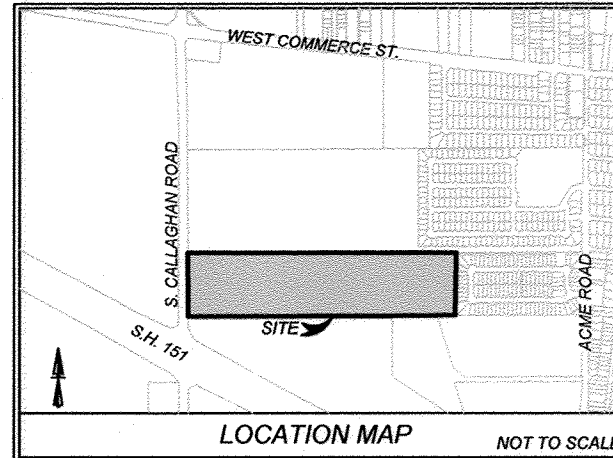 WEST COMMERCE ST.
S. CALLAGHAN ROAD
ACME ROAD
SITE
S.H. 151
LOCATION MAP
NOT TO SCALE